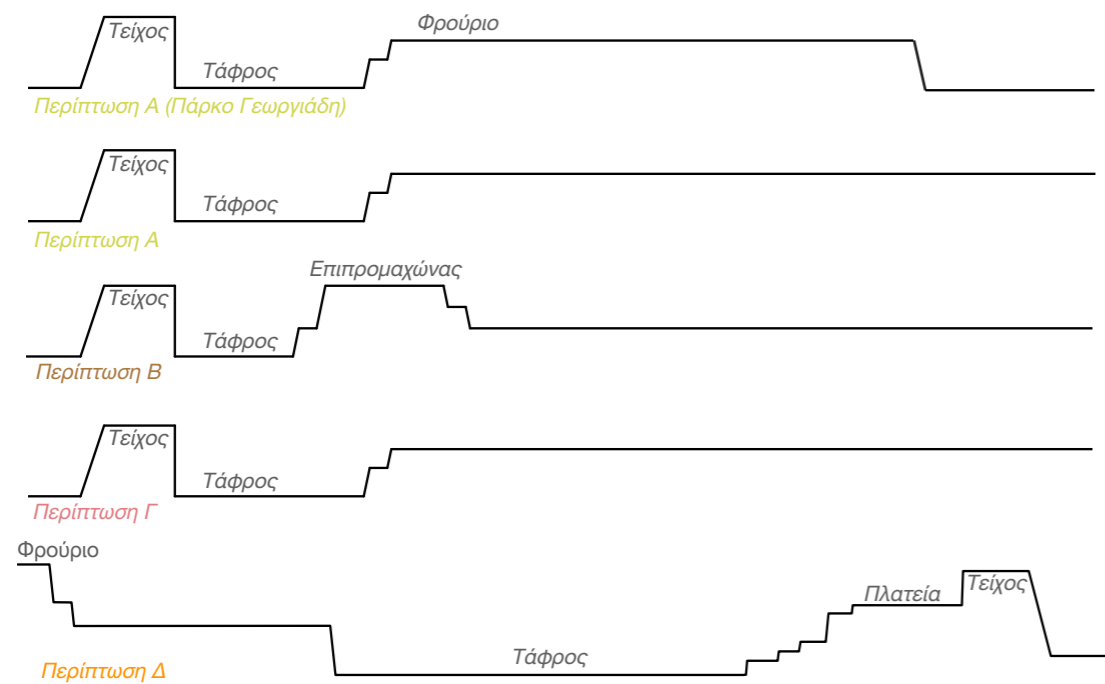 Φρούριο
Τείχος
Τάφρος
Περίπτωση Α (Πάρκο Γεωργιάδη)
Τείχος
Τάφρος
Περίπτωση Α
Επιπρομαχώνας
Τείχος
Τάφρος
Περίπτωση Β
Τείχος
Τάφρος
Περίπτωση Γ
Φρούριο
Τείχος
Πλατεία
Τάφρος
Περίπτωση Δ